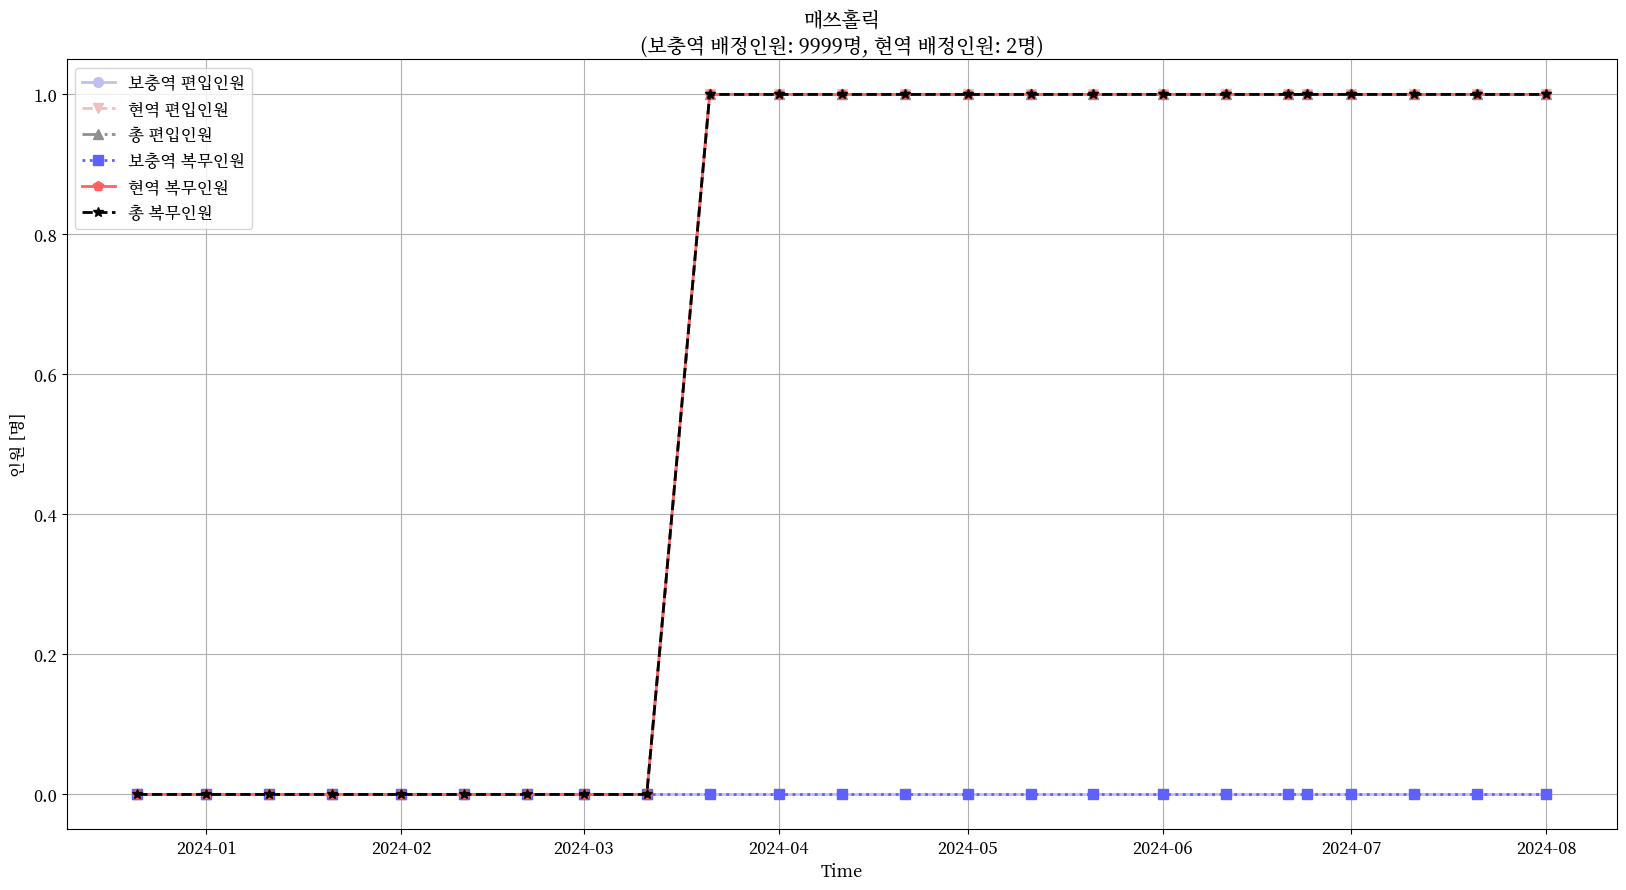 매쓰홀릭
(보충역 배정인원: 9999명, 현역 배정인원: 2명)
보충역 편입인원
현역 편입인원
총 편입인원
보충역 복무인원
현역 복무인원
총 복무인원
1.0
0.8
0.6
0.4
0.2
0.0
인원 [명]
2024-01 2024-02 2024-03 2024-04 2024-05 2024-06 2024-07 2024-08
Time